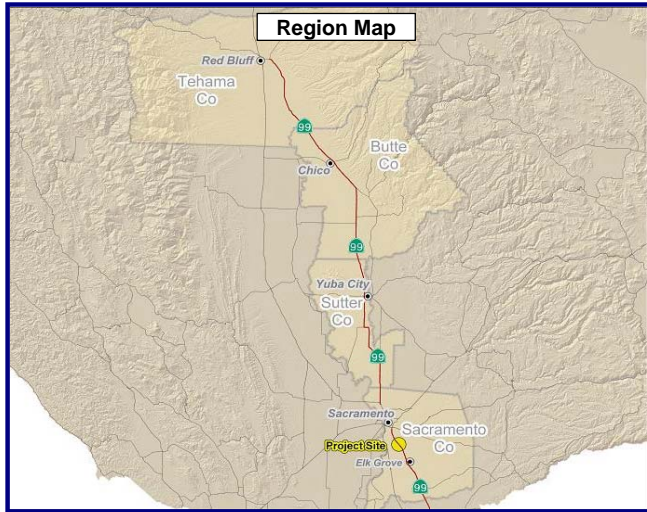 Region Map
Red Bluff
Tehama
Co
99
Butte
Co
Chico
99
Yuba City
Sutter
Co
99
Sacramento
Sacramento
Co
Project Site
Elk Grove
99